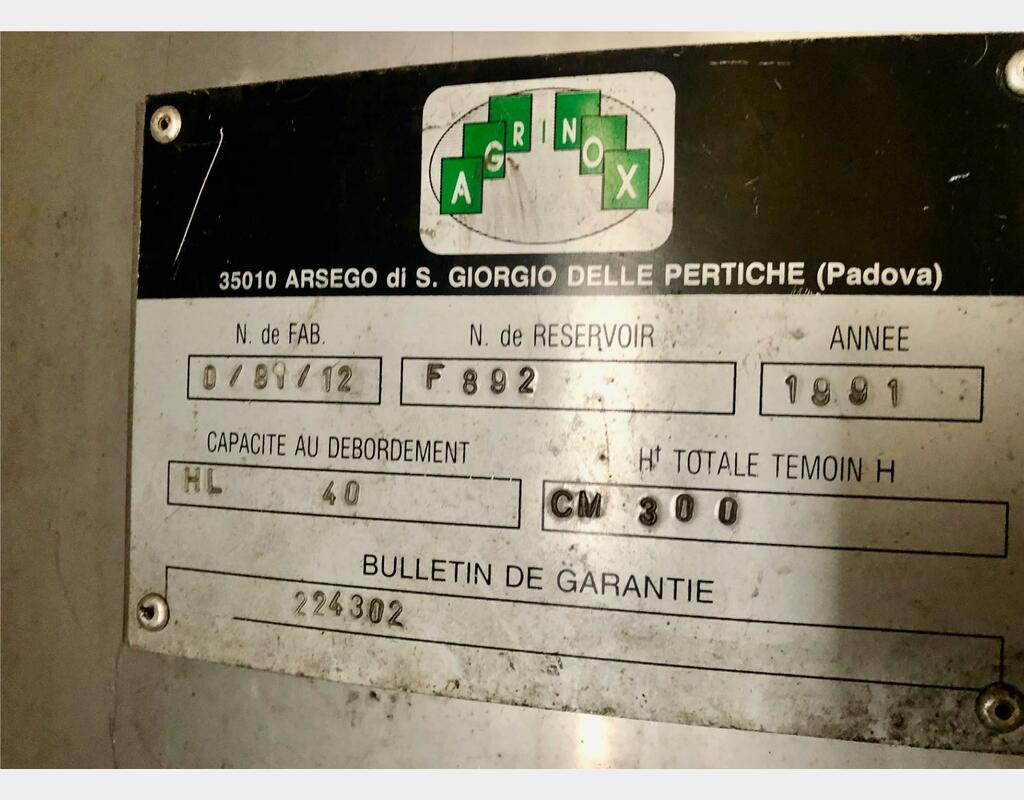 AGRINOX
35010 ARSEGO di S. GIORGIO DELLE PERTICHE (Padova)
N. de FAB. N. de RESERVOIR ANNEE
0/91/12 F 892 1991
CAPACITE AU DEBORDEMENT Hᵗ TOTALE TEMOIN H
HL 40 CM 300
BULLETIN DE GARANTIE
224302